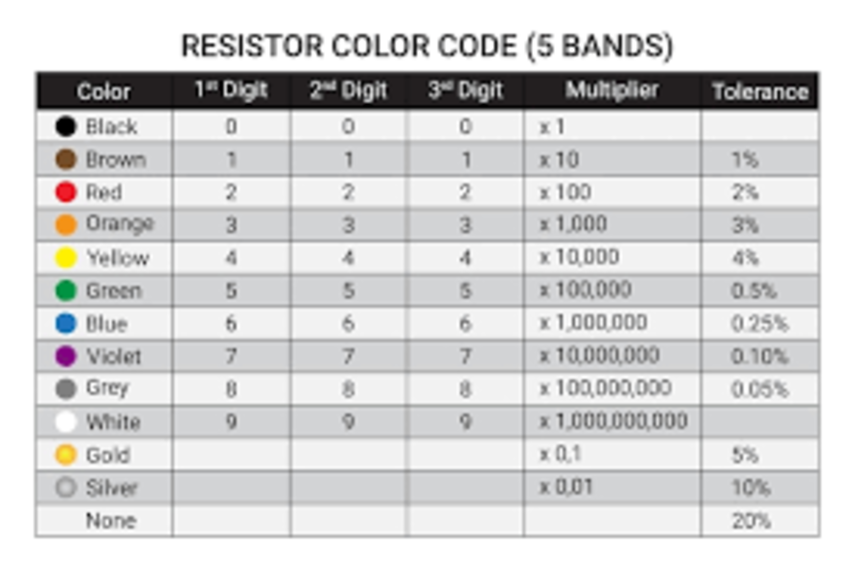 RESISTOR COLOR CODE (5 BANDS)
Color 1st Digit 2nd Digit 3rd Digit Multiplier Tolerance
Black 0 0 0 x 1
Brown 1 1 1 x 10 1%
Red 2 2 2 x 100 2%
Orange 3 3 3 x 1,000 3%
Yellow 4 4 4 x 10,000 4%
Green 5 5 5 x 100,000 0.5%
Blue 6 6 6 x 1,000,000 0.25%
Violet 7 7 7 x 10,000,000 0.10%
Grey 8 8 8 x 100,000,000 0.05%
White 9 9 9 x 1,000,000,000
Gold x 0,1 5%
Silver x 0,01 10%
None 20%